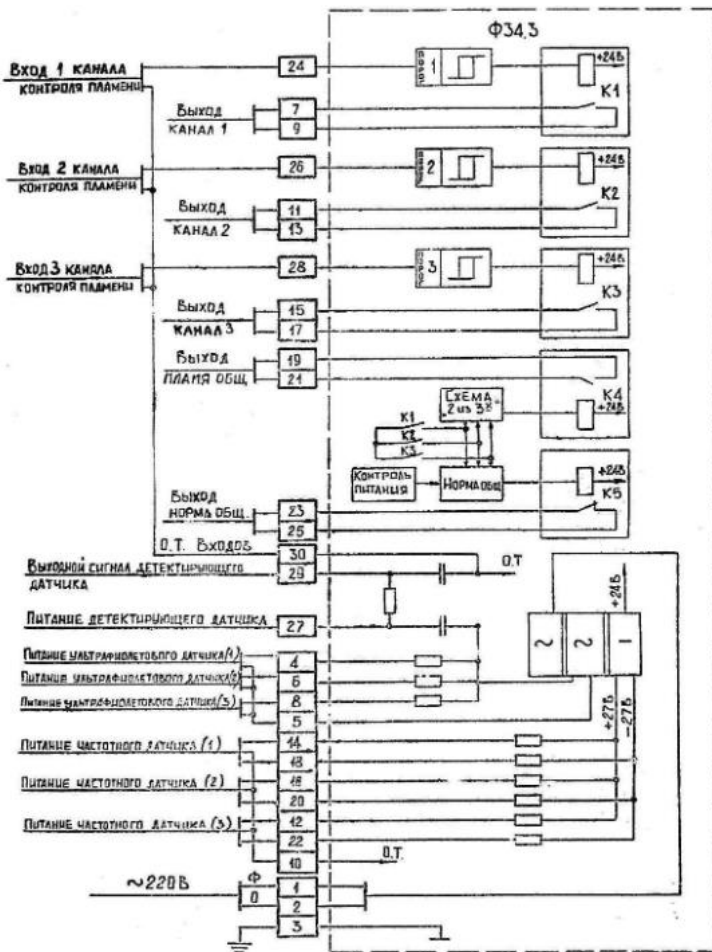 Ф34.3
Вход 1 канала
контроля пламени
24
1
+24В
К1
Выход
канал 1
7
9
Вход 2 канала
контроля пламени
26
2
+24В
К2
Выход
канал 2
11
13
Вход 3 канала
контроля пламени
28
3
+24В
К3
Выход
канал 3
15
17
Выход
пламя общ.
19
21
К4
+24В
Схема
„2 из 3х"
К1
К2
К3
Контроль
питания
Норма общ.
+24В
К5
Выход
норма общ.
23
25
О.Т. входов
30
Выходной сигнал детектирующего
датчика
29
О.Т
Питание детектирующего датчика
27
+24В
~
~
+27В
-27В
Питание ультрафиолетового датчика(1)
4
Питание ультрафиолетового датчика(2)
6
Питание ультрафиолетового датчика(3)
8
5
Питание частотного датчика (1)
14
Питание частотного датчика (2)
20
Питание частотного датчика (3)
12
22
10
О.Т.
~220В
Ф
О
1
2
3